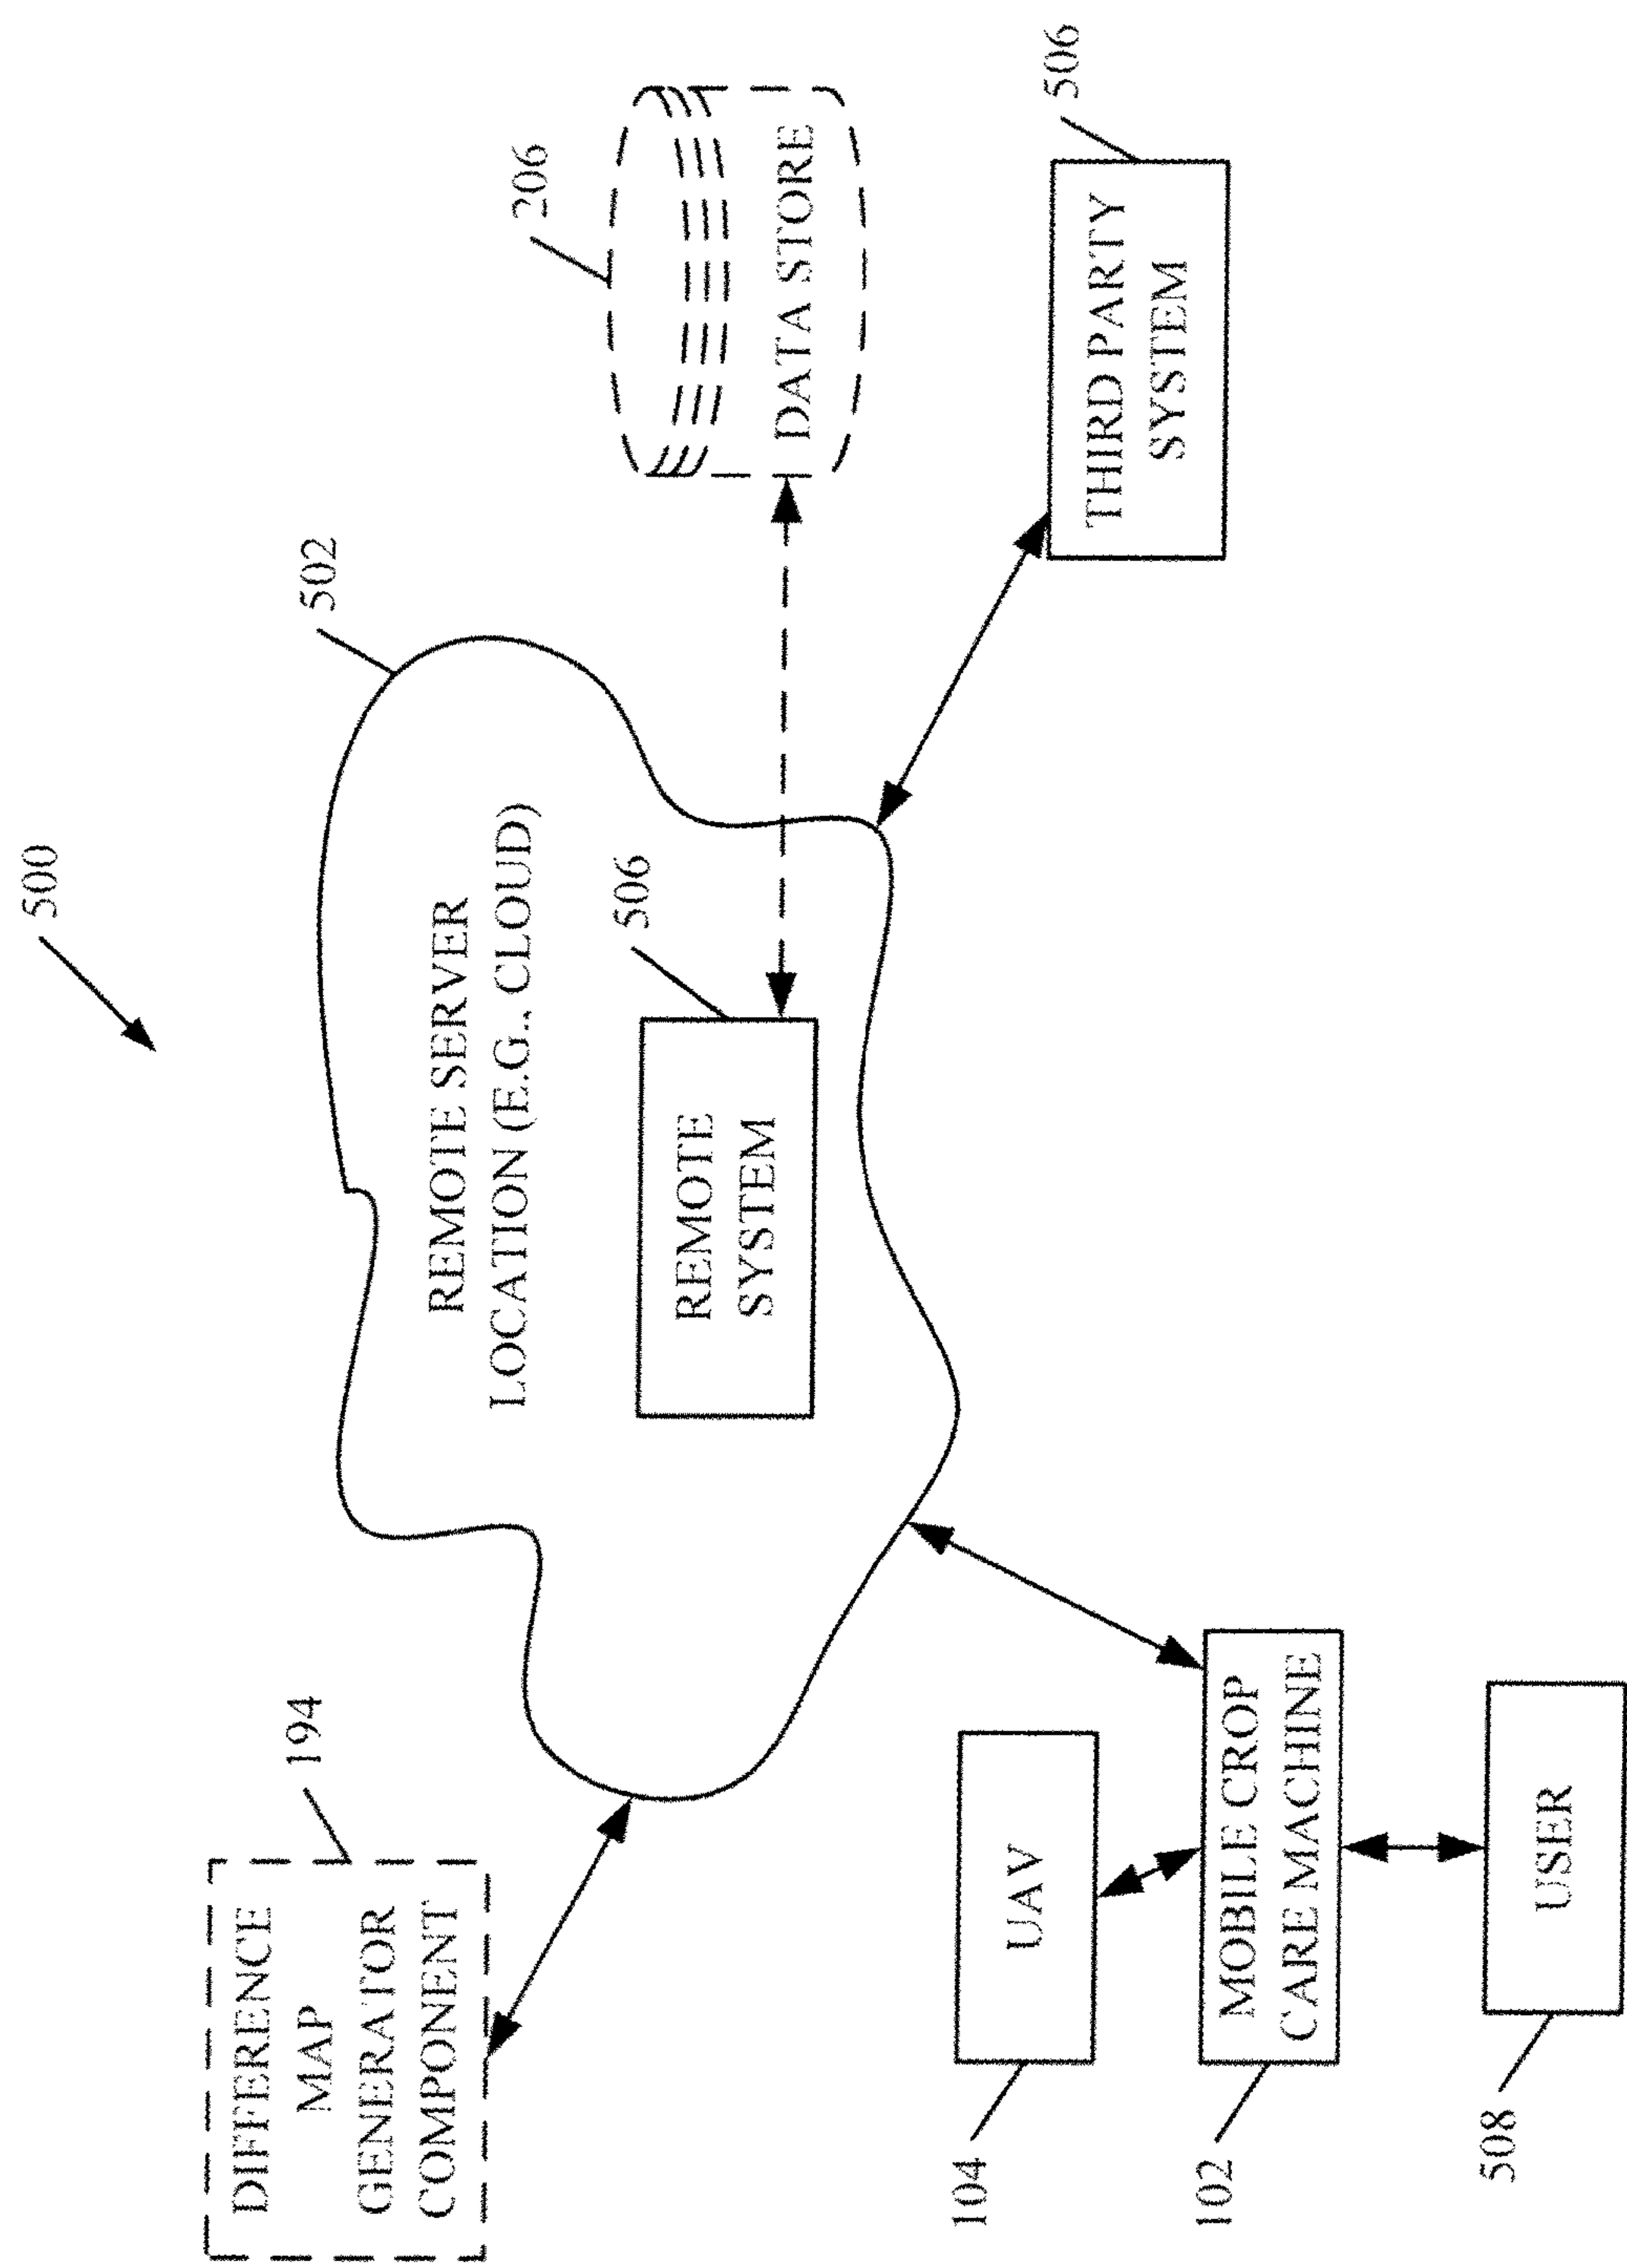 500
502
REMOTE SERVER
LOCATION (E.G., CLOUD)
506
REMOTE
SYSTEM
206
DATA STORE
506
THIRD PARTY
SYSTEM
194
DIFFERENCE
MAP
GENERATOR
COMPONENT
104
UAV
102
MOBILE CROP
CARE MACHINE
508
USER